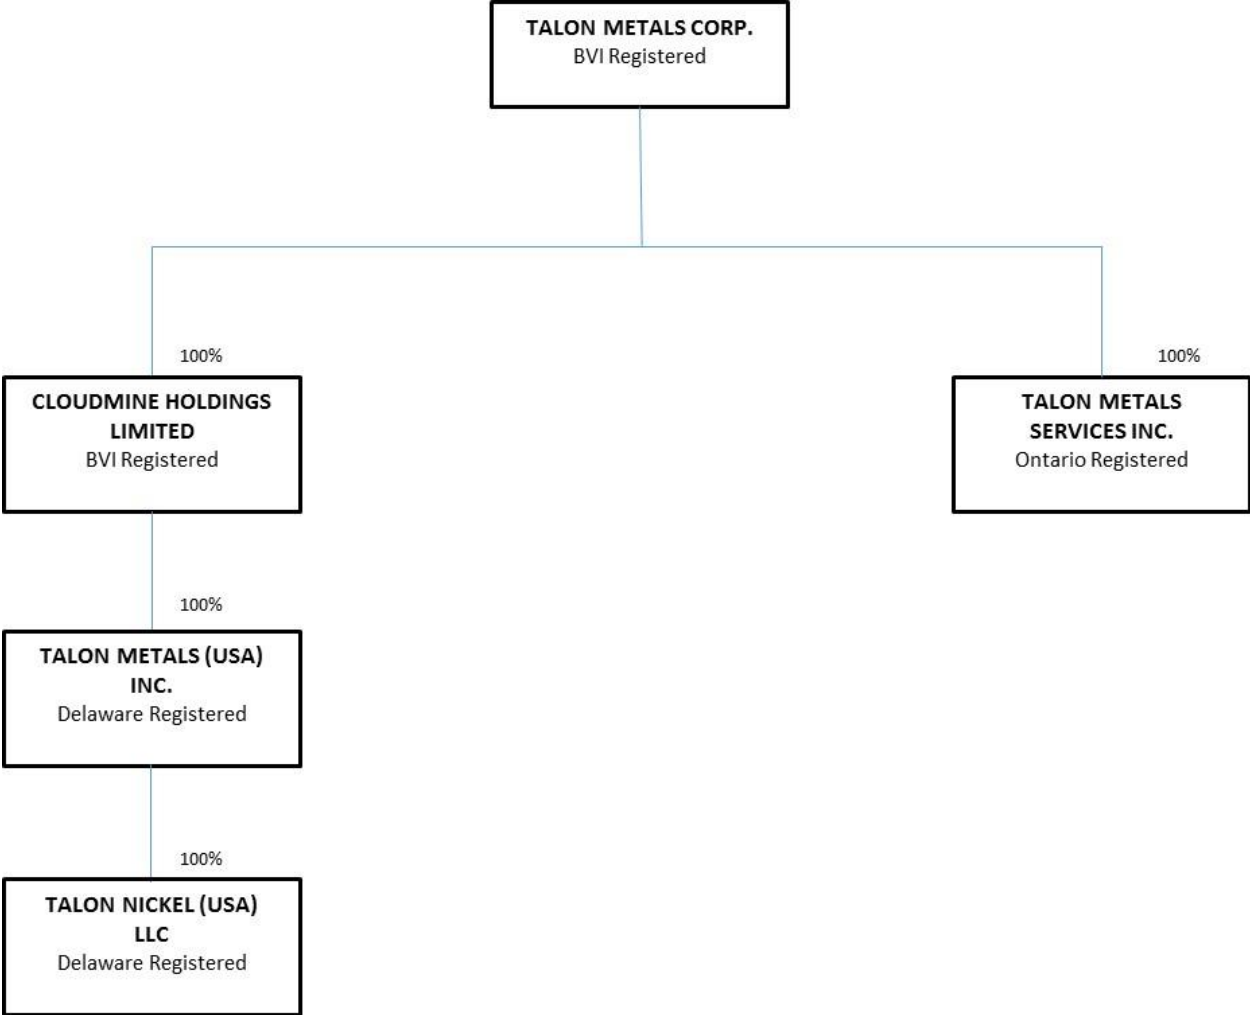 TALON METALS CORP.
BVI Registered
100%
CLOUDMINE HOLDINGS
LIMITED
BVI Registered
100%
TALON METALS
SERVICES INC.
Ontario Registered
100%
TALON METALS (USA)
INC.
Delaware Registered
100%
TALON NICKEL (USA)
LLC
Delaware Registered